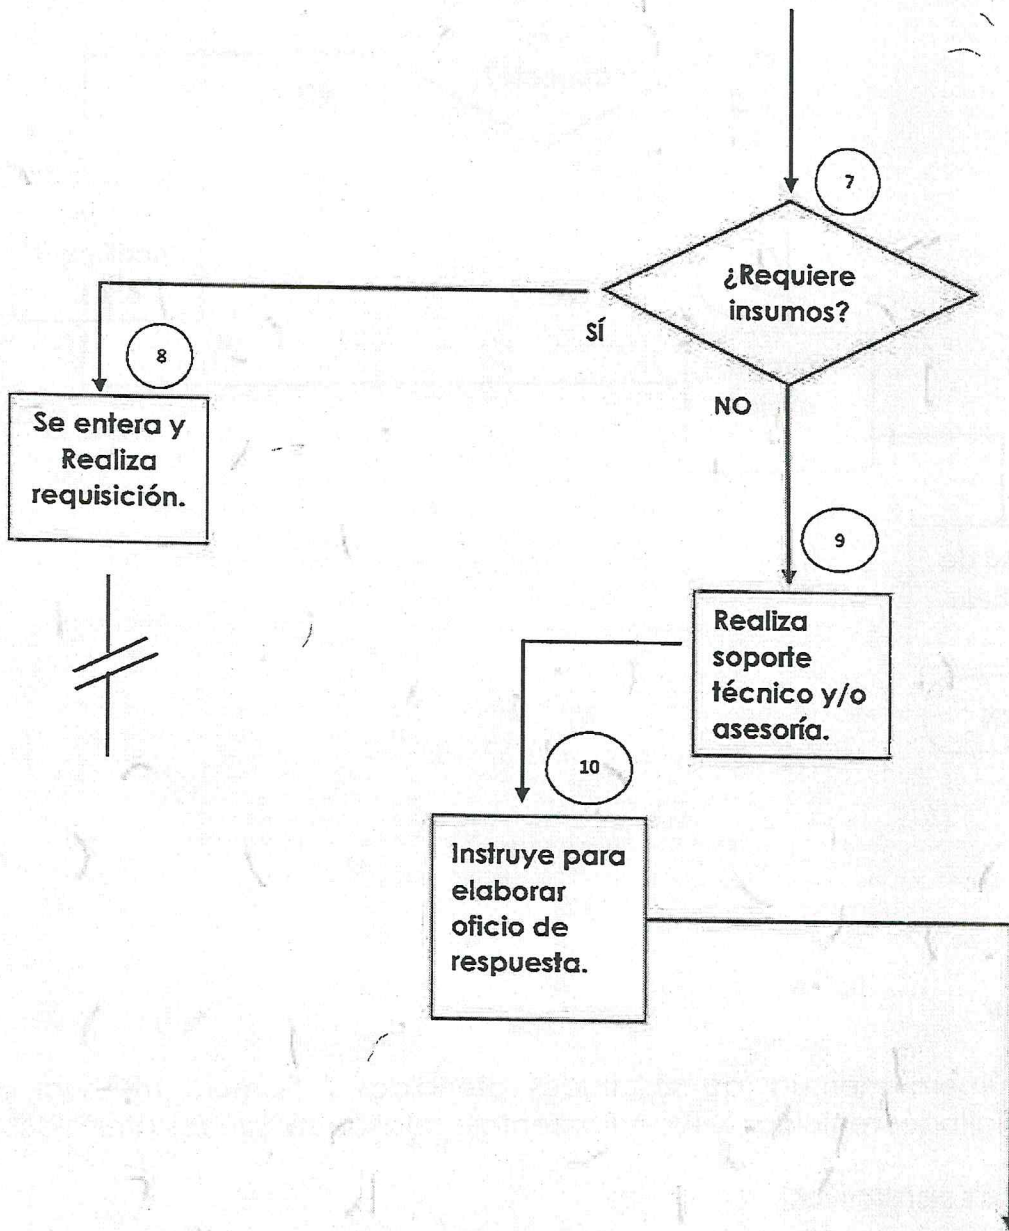 7
¿Requiere
insumos?
SÍ
NO
8
Se entera y
Realiza
requisición.
9
Realiza
soporte
técnico y/o
asesoría.
10
Instruye para
elaborar
oficio de
respuesta.